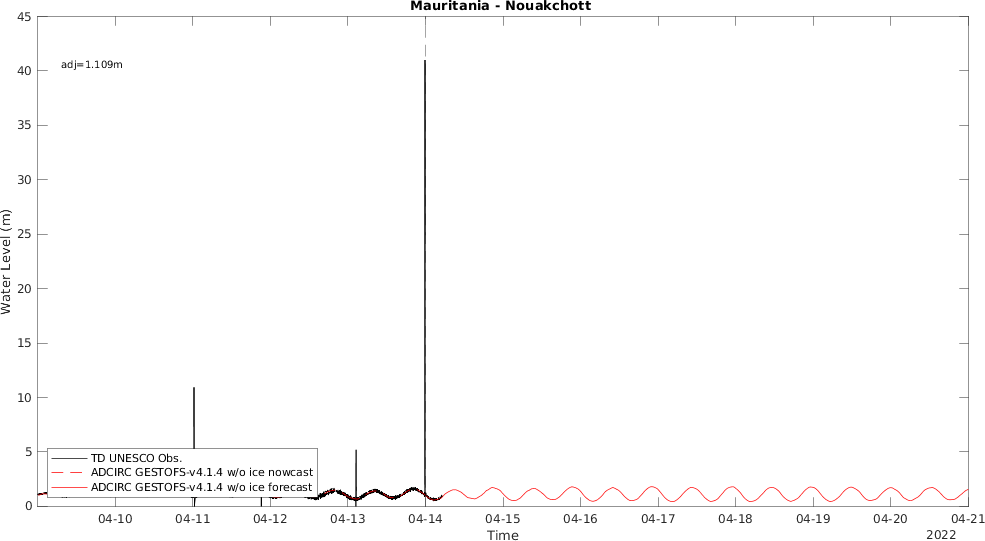 Mauritania - Nouakchott
45
adj=1.109m
40
35
30
25
20
15
10
5
0
Water Level (m)
TD UNESCO Obs.
ADCIRC GESTOFS-v4.1.4 w/o ice nowcast
ADCIRC GESTOFS-v4.1.4 w/o ice forecast
04-10 04-11 04-12 04-13 04-14 04-15 04-16 04-17 04-18 04-19 04-20 04-21
Time
2022